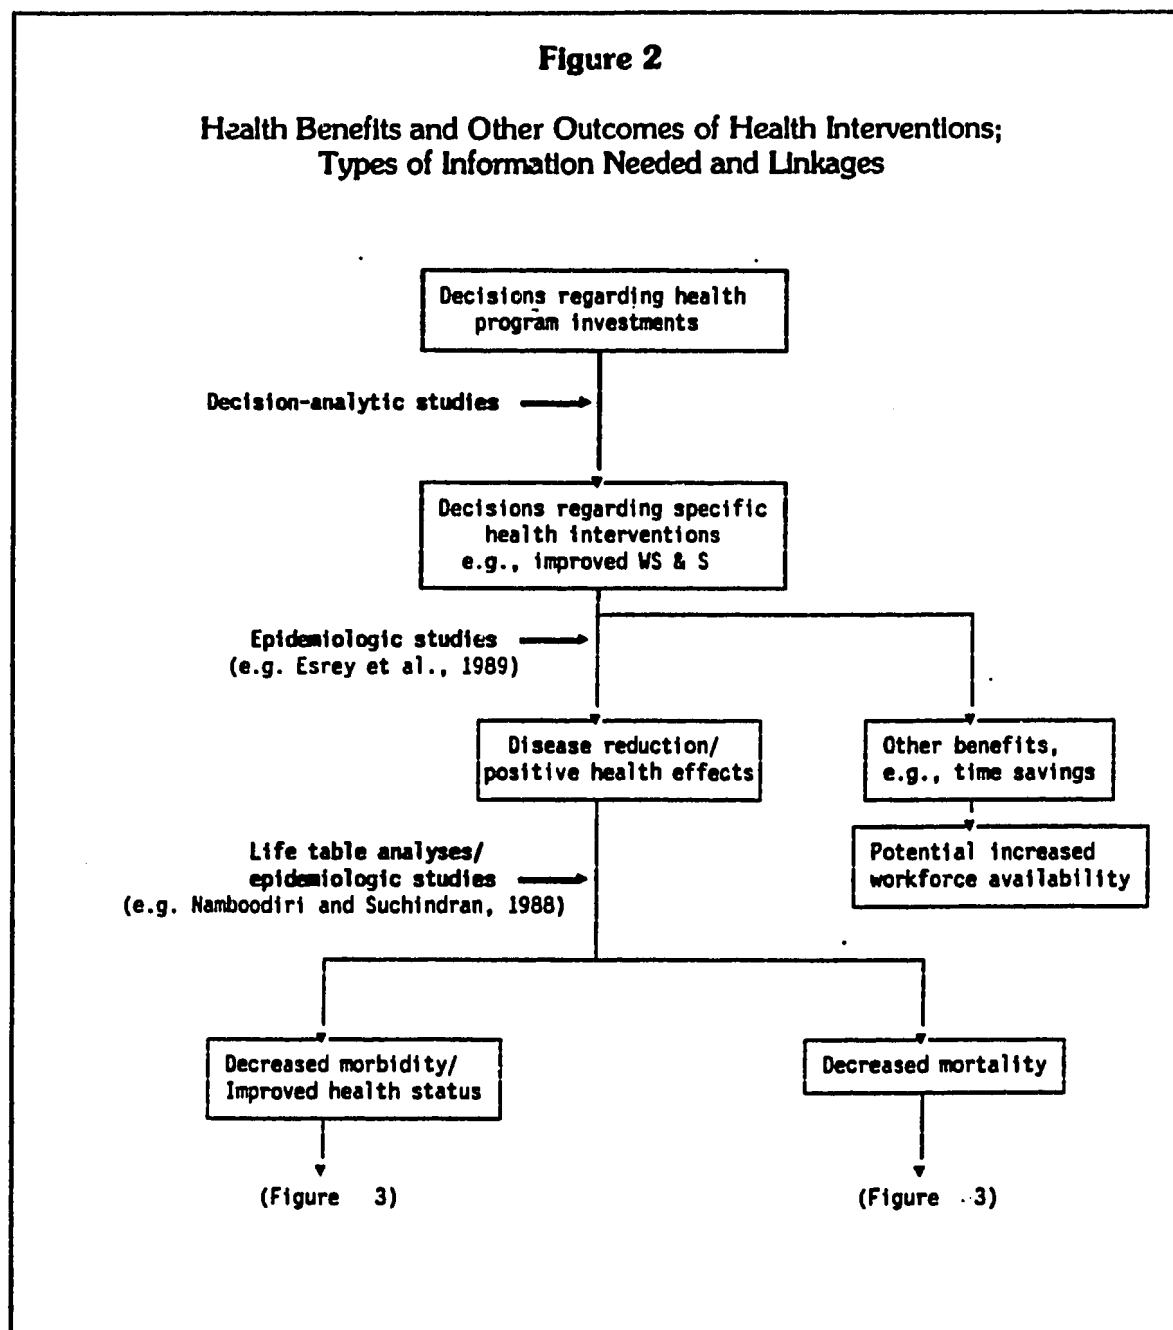 Figure 2
Health Benefits and Other Outcomes of Health Interventions;
Types of Information Needed and Linkages
Decisions regarding health
program investments
Decision-analytic studies
Decisions regarding specific
health interventions
e.g., improved WS & S
Epidemiologic studies
(e.g. Esrey et al., 1989)
Disease reduction/
positive health effects
Other benefits,
e.g., time savings
Potential increased
workforce availability
Life table analyses/
epidemiologic studies
(e.g. Namboodiri and Suchindran, 1988)
Decreased morbidity/
Improved health status
Decreased mortality
(Figure 3)
(Figure 3)